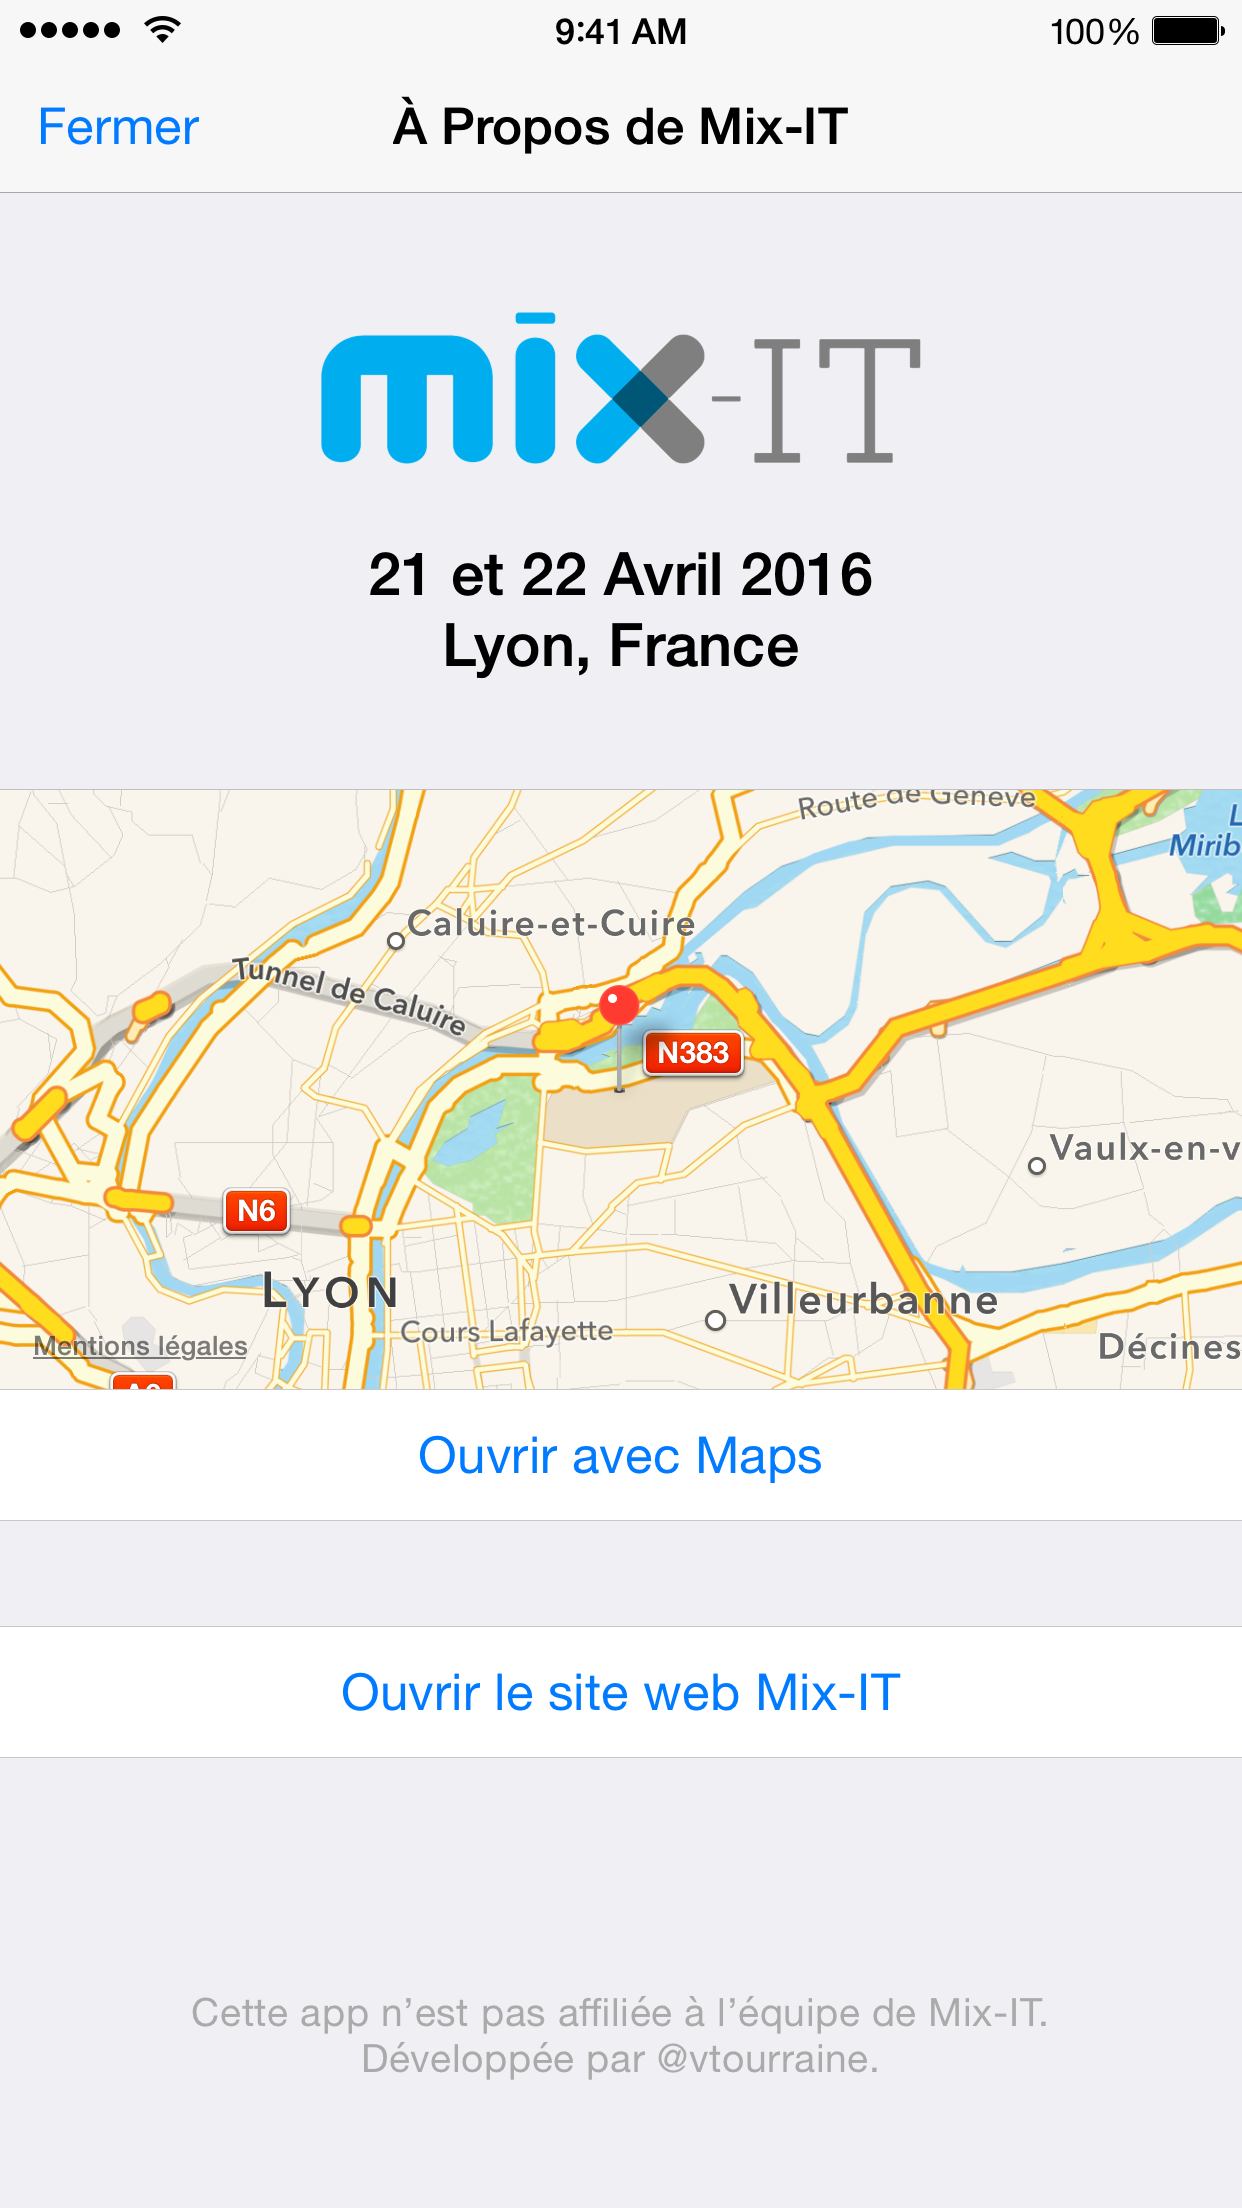 9:41 AM
100%
Fermer
À Propos de Mix-IT
mix-IT
21 et 22 Avril 2016
Lyon, France
Route de Genève
Mirib
Caluire-et-Cuire
Tunnel de Caluire
N383
Vaulx-en-v
N6
LYON
Villeurbanne
Cours Lafayette
Mentions légales
Décines
Ouvrir avec Maps
Ouvrir le site web Mix-IT
Cette app n’est pas affiliée à l’équipe de Mix-IT.
Développée par @vtourraine.